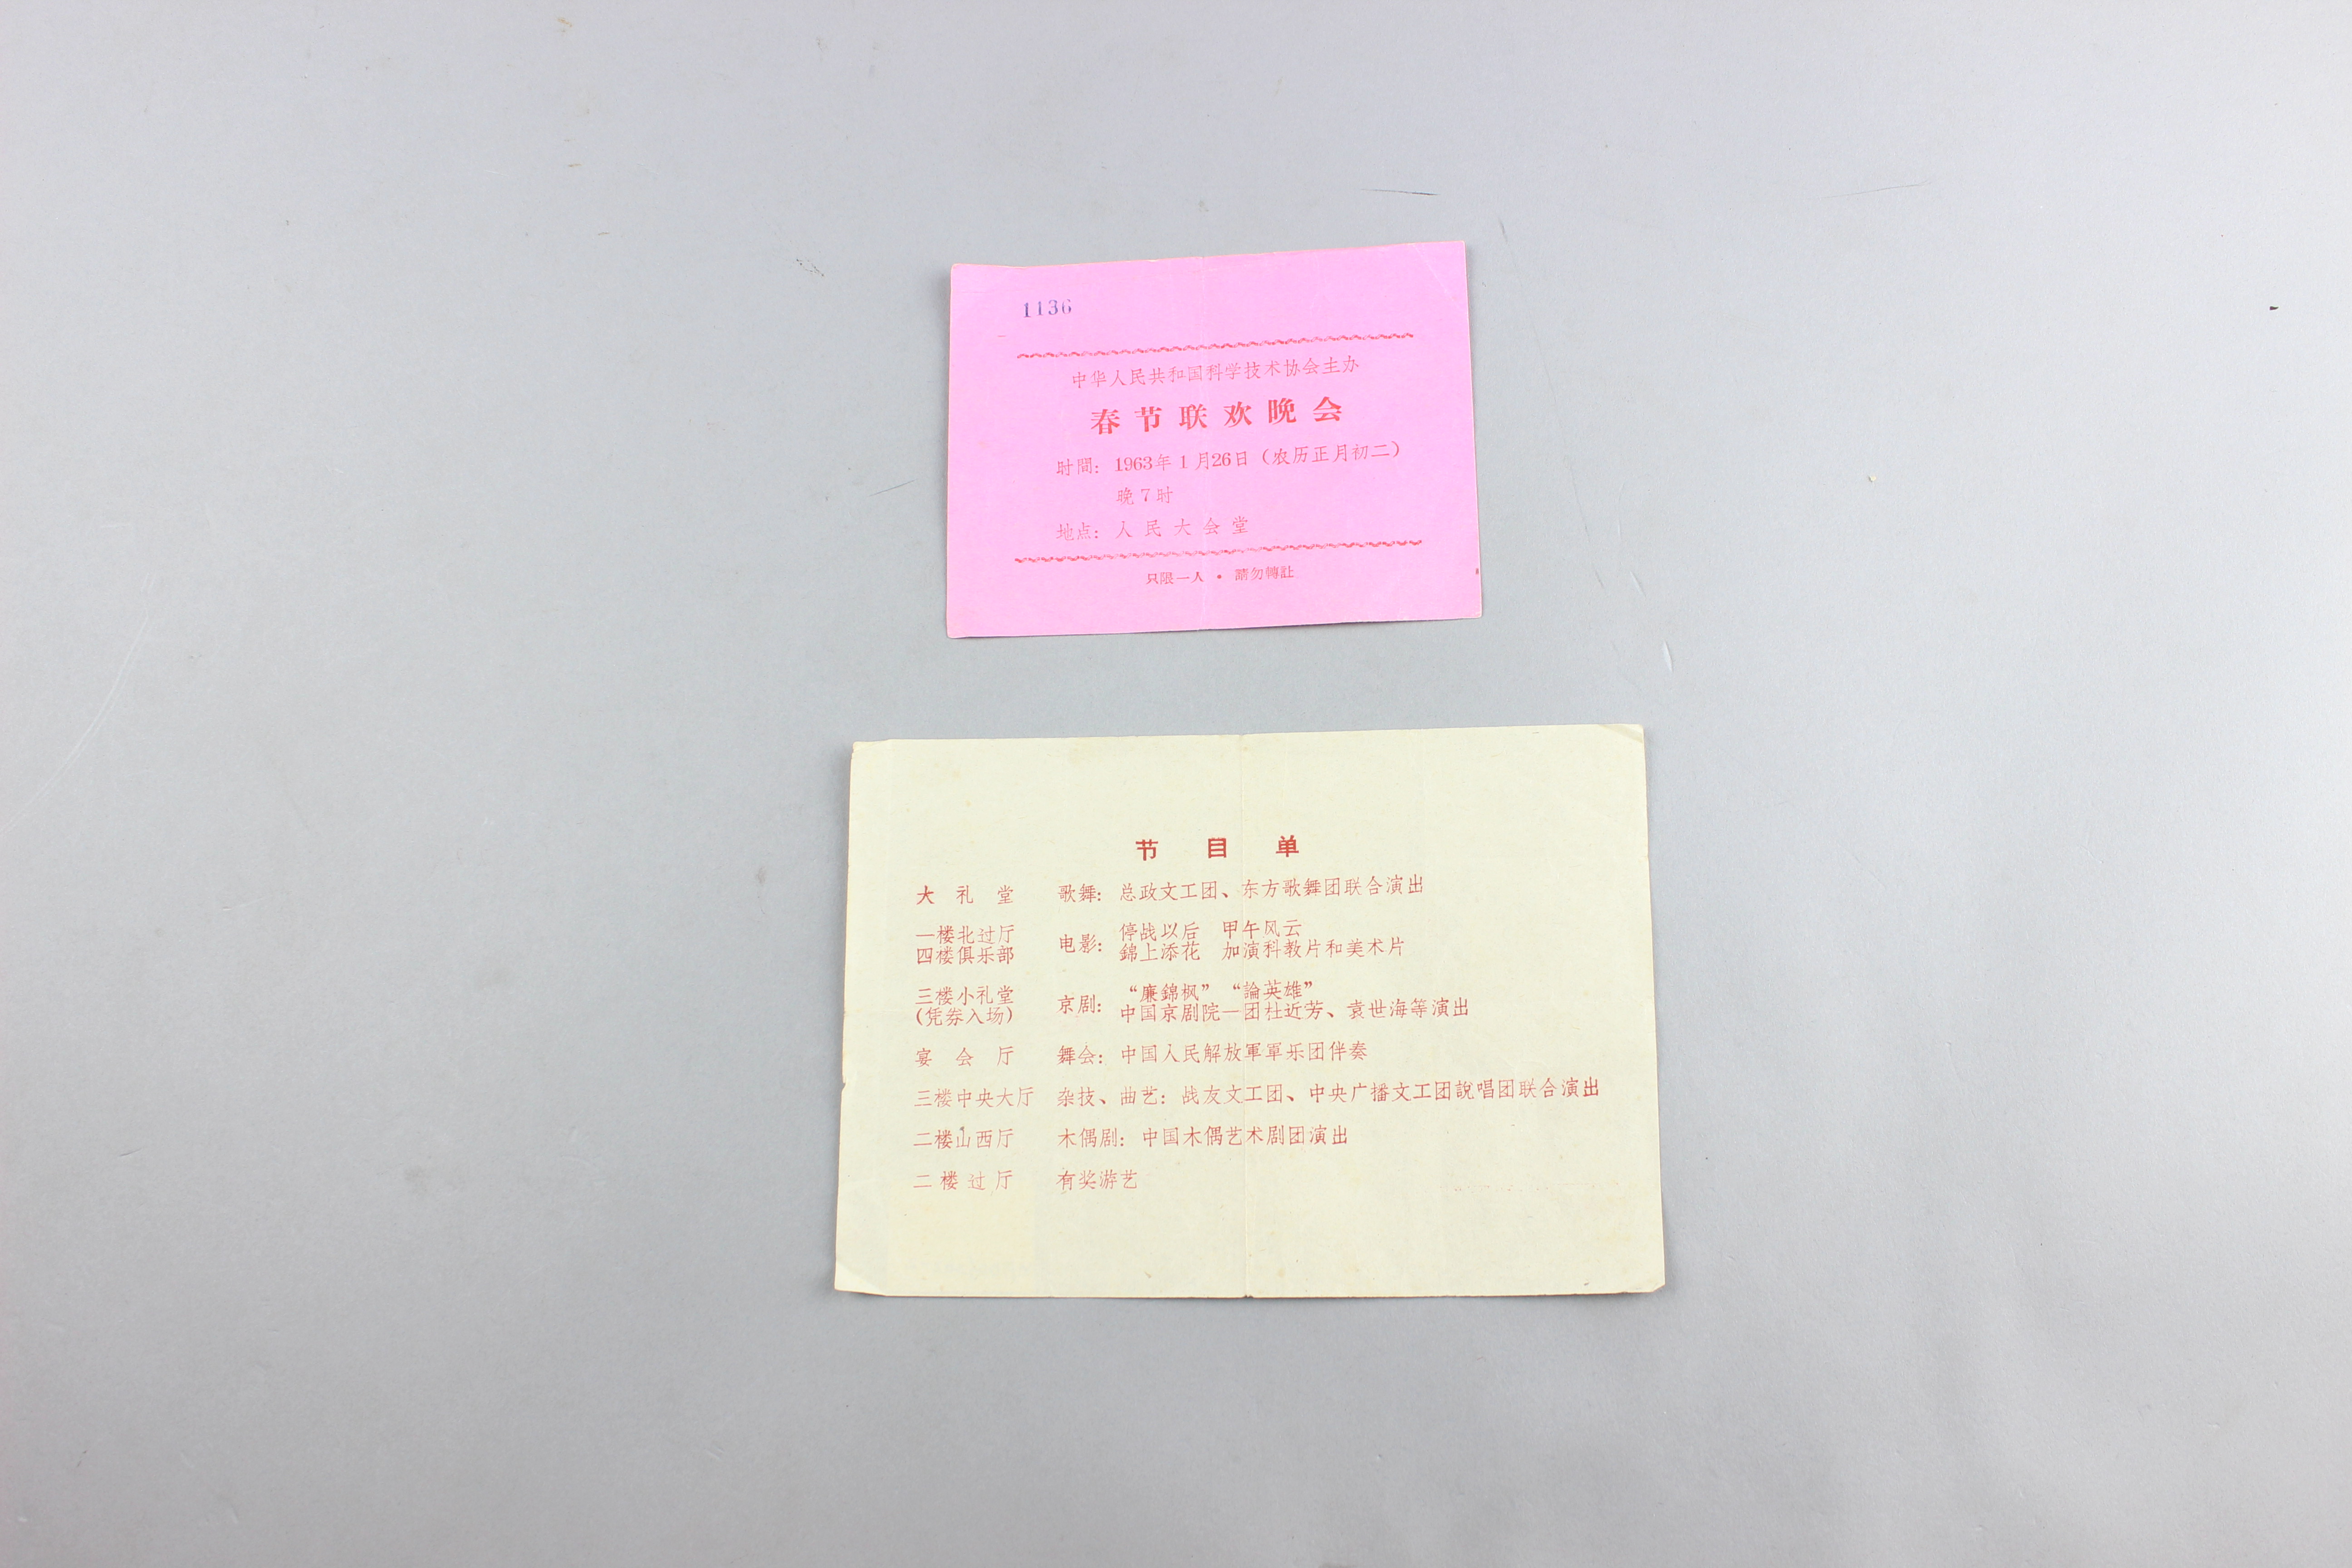 1136
中华人民共和国科学技术协会主办
春节联欢晚会
时間：1963年1月26日（农历正月初二）
晚7时
地点：人民大会堂
只限一人·請勿轉讓
节目单
大礼堂 歌舞：总政文工团、东方歌舞团联合演出
一楼北过厅
四楼俱乐部
电影：停战以后 甲午风云
錦上添花 加演科教片和美术片
三楼小礼堂
(凭券入场)
京剧：“廉錦枫”“論英雄”
中国京剧院一团杜近芳、袁世海等演出
宴会厅 舞会：中国人民解放軍軍乐团伴奏
三楼中央大厅 杂技、曲艺：战友文工团、中央广播文工团說唱团联合演出
二楼山西厅 木偶剧：中国木偶艺术剧团演出
二楼过厅 有奖游艺